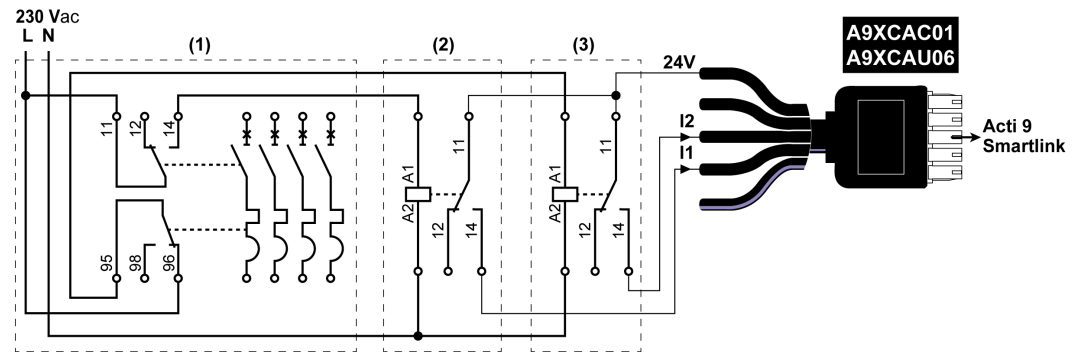 230 Vac
L N
(1)
(2)
(3)
24V
I2
I1
A9XCAC01
A9XCAU06
Acti 9
Smartlink
11
12
14
95
98
96
A1
A2
11
12
14
A1
A2
11
12
14